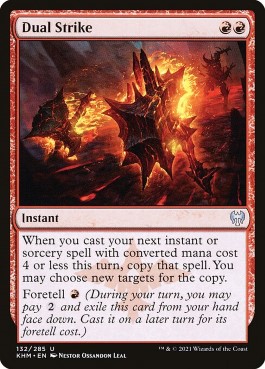 Dual Strike
Instant
When you cast your next instant or
sorcery spell with converted mana cost
4 or less this turn, copy that spell. You
may choose new targets for the copy.
Foretell (During your turn, you may
pay 2 and exile this card from your hand
face down. Cast it on a later turn for its
foretell cost.)
132/285 U
KHM • EN Nestor Ossandon Leal
™ & © 2021 Wizards of the Coast